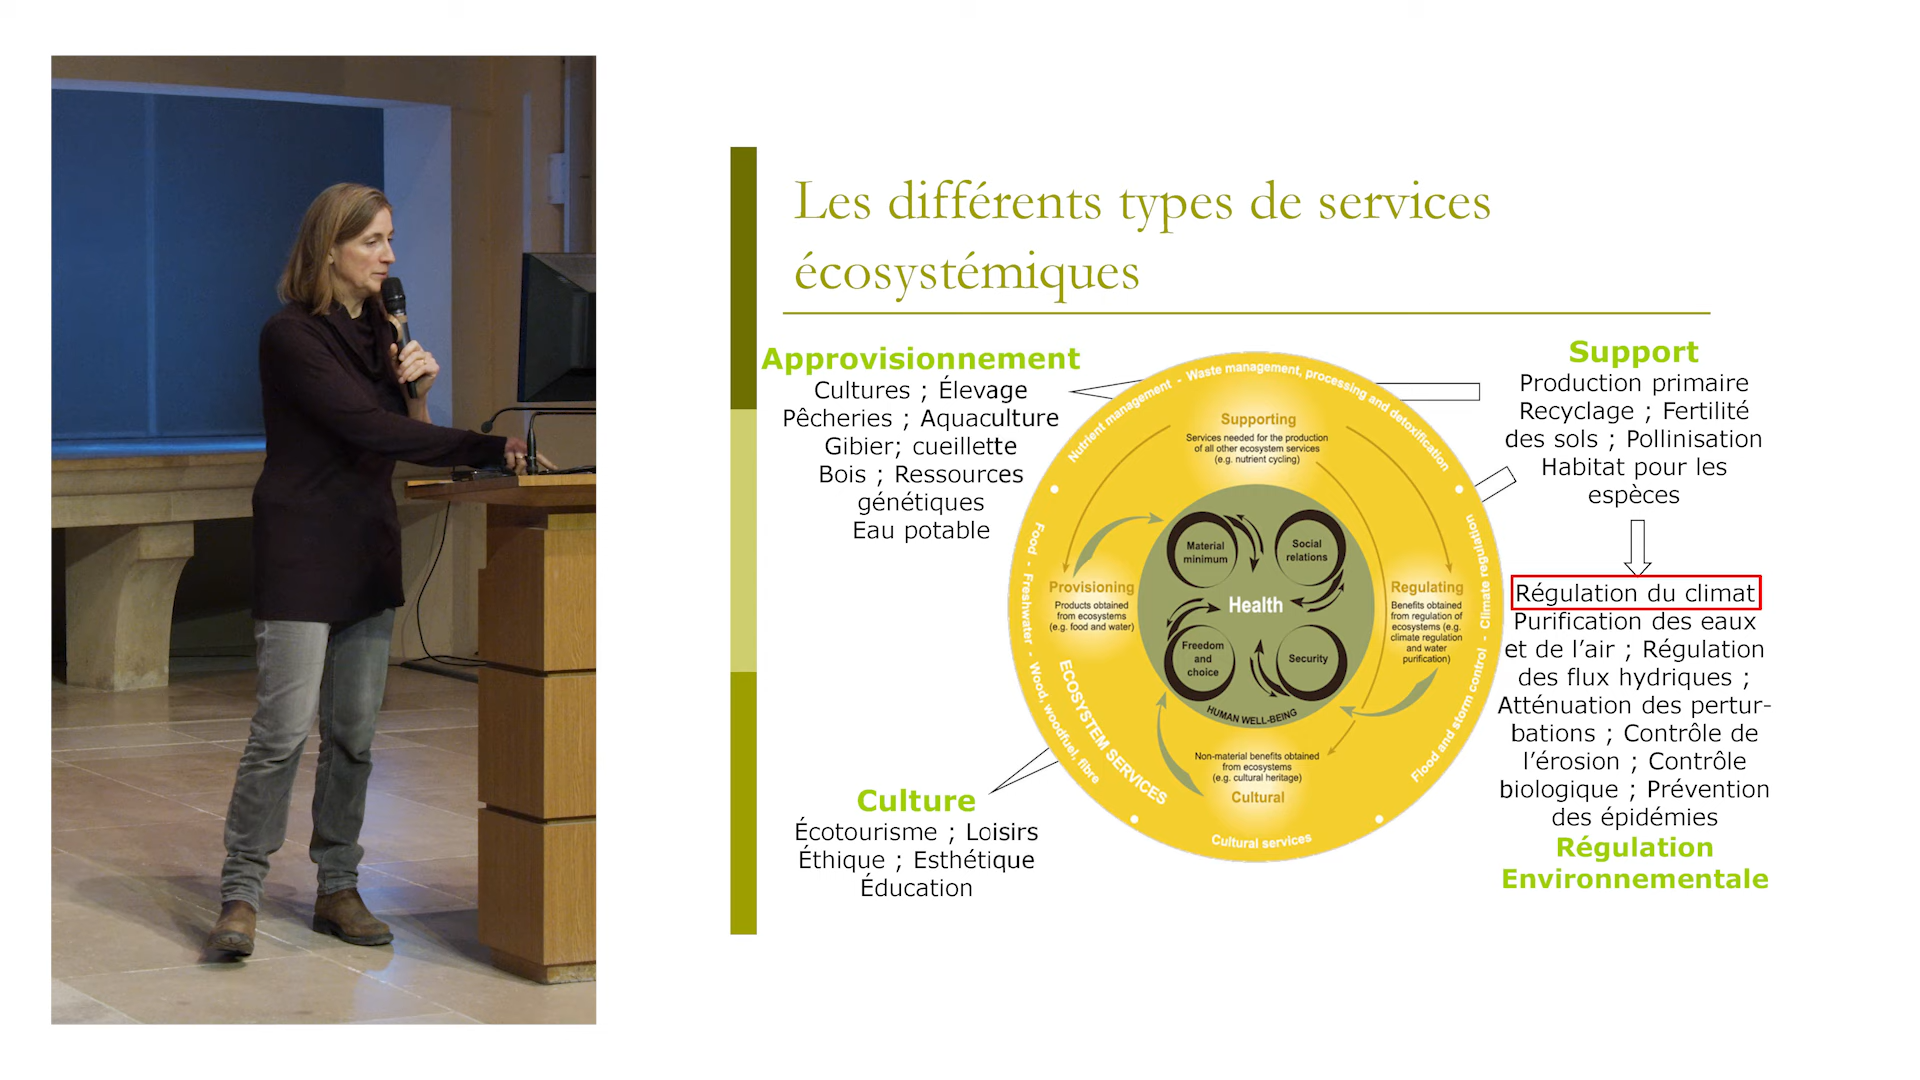 Les différents types de services
écosystémiques
Approvisionnement
Cultures ; Élevage
Pêcheries ; Aquaculture
Gibier; cueillette
Bois ; Ressources
génétiques
Eau potable
Support
Production primaire
Recyclage ; Fertilité
des sols ; Pollinisation
Habitat pour les
espèces
Nutrient management - Waste management, processing and detoxification
Supporting
Services needed for the production
of all other ecosystem services
(e.g. nutrient cycling)
Food - Freshwater - Wood, woodfuel, fibre
Provisioning
Products obtained
from ecosystems
(e.g. food and water)
Material
minimum
Social
relations
Health
Freedom
and
choice
Security
HUMAN WELL-BEING
Regulating
Benefits obtained
from regulation of
ecosystems (e.g.
climate regulation
and water
purification)
Flood and storm control - Climate regulation
ECOSYSTEM SERVICES
Non-material benefits obtained
from ecosystems
(e.g. cultural heritage)
Cultural
Cultural services
Régulation du climat
Purification des eaux
et de l’air ; Régulation
des flux hydriques ;
Atténuation des pertur-
bations ; Contrôle de
l’érosion ; Contrôle
biologique ; Prévention
des épidémies
Régulation
Environnementale
Culture
Écotourisme ; Loisirs
Éthique ; Esthétique
Éducation